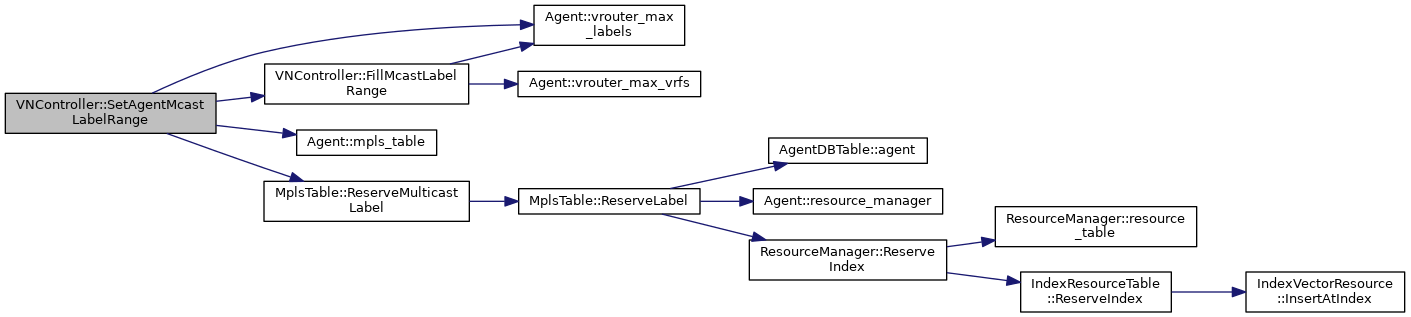 VNController::SetAgentMcast
LabelRange
Agent::vrouter_max
_labels
VNController::FillMcastLabel
Range
Agent::vrouter_max_vrfs
Agent::mpls_table
MplsTable::ReserveMulticast
Label
MplsTable::ReserveLabel
AgentDBTable::agent
Agent::resource_manager
ResourceManager::Reserve
Index
ResourceManager::resource
_table
IndexResourceTable
::ReserveIndex
IndexVectorResource
::InsertAtIndex